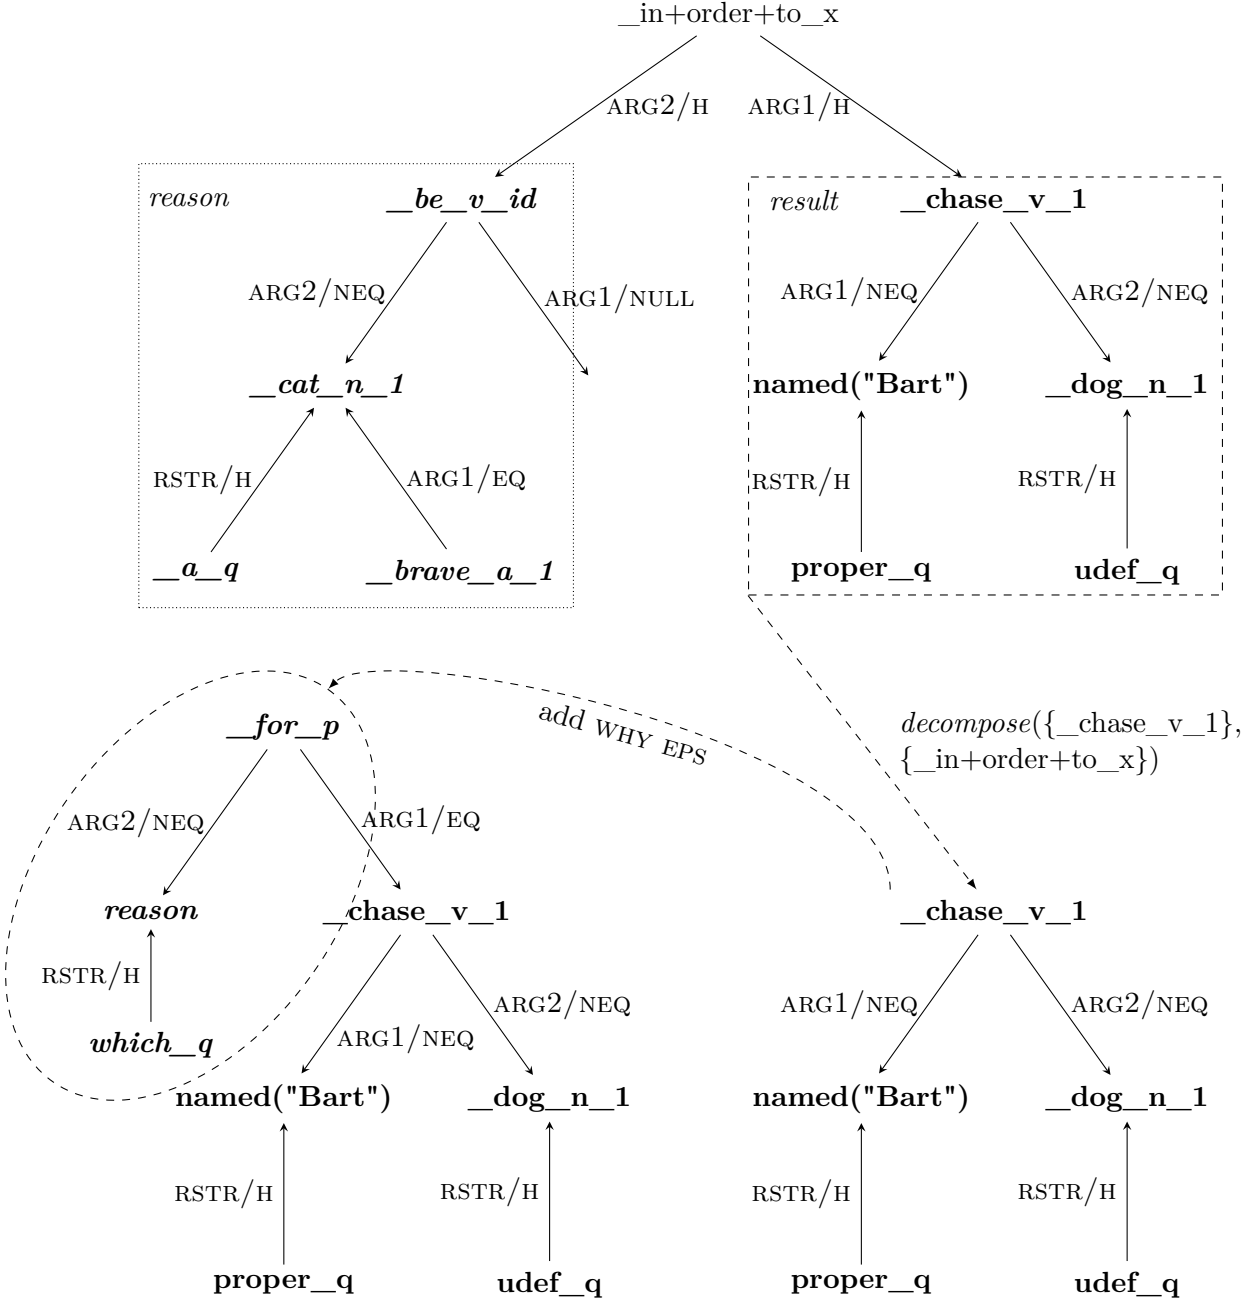 _in+order+to_x
ARG2/H
ARG1/H
reason
_be_v_id
result
_chase_v_1
ARG2/NEQ
ARG1/NULL
ARG1/NEQ
ARG2/NEQ
_cat_n_1
named("Bart")
_dog_n_1
RSTR/H
ARG1/EQ
RSTR/H
RSTR/H
_a_q
_brave_a_1
proper_q
udef_q
_for_p
add WHY EPS
decompose({_chase_v_1},
{_in+order+to_x})
ARG2/NEQ
ARG1/EQ
reason
_chase_v_1
_chase_v_1
RSTR/H
ARG1/NEQ
ARG2/NEQ
ARG1/NEQ
ARG2/NEQ
which_q
named("Bart")
_dog_n_1
named("Bart")
_dog_n_1
RSTR/H
RSTR/H
RSTR/H
RSTR/H
proper_q
udef_q
proper_q
udef_q